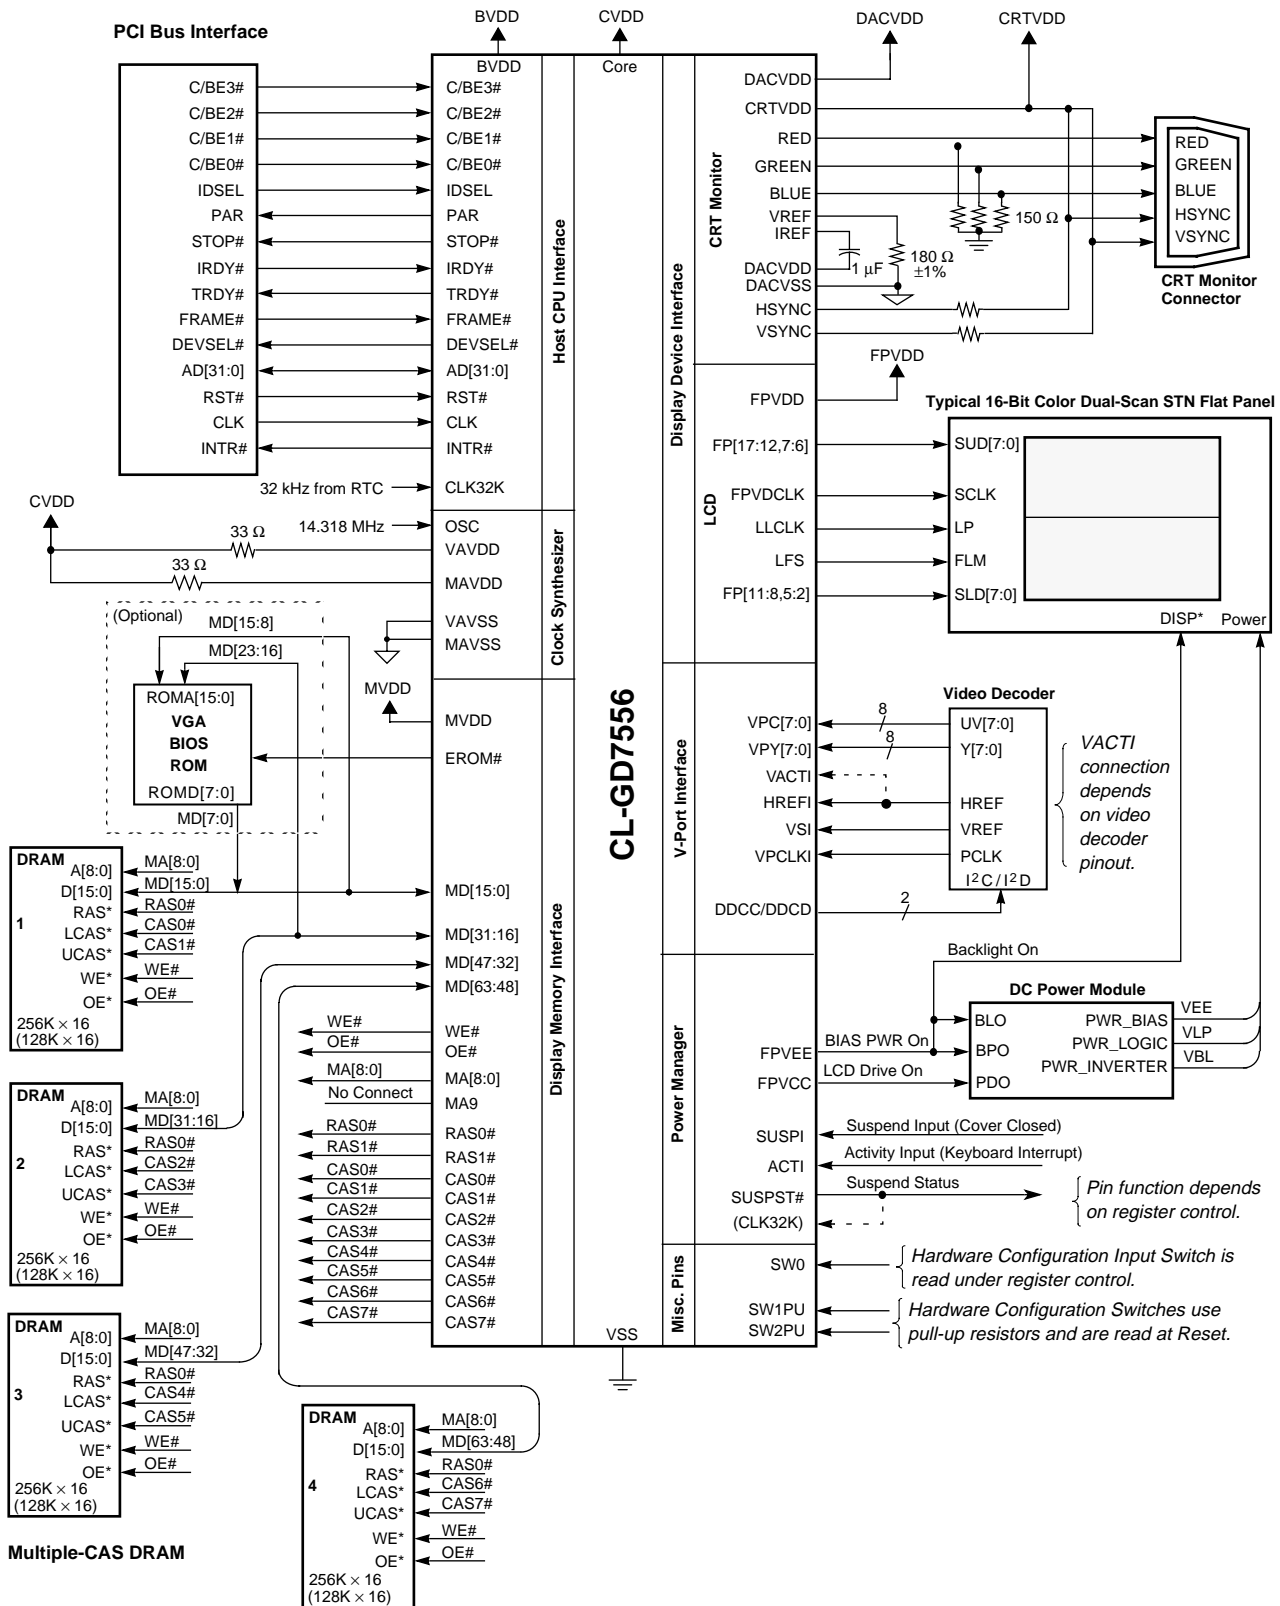 PCI Bus Interface
BVDD
CVDD
DACVDD
CRTVDD
C/BE3#
C/BE2#
C/BE1#
C/BE0#
IDSEL
PAR
STOP#
IRDY#
TRDY#
FRAME#
DEVSEL#
AD[31:0]
RST#
CLK
INTR#
32 kHz from RTC
CVDD
14.318 MHz
33 Ω
33 Ω
BVDD
C/BE3#
C/BE2#
C/BE1#
C/BE0#
IDSEL
PAR
STOP#
IRDY#
TRDY#
FRAME#
DEVSEL#
AD[31:0]
RST#
CLK
INTR#
CLK32K
Host CPU Interface
OSC
VAVDD
MAVDD
VAVSS
MAVSS
Clock Synthesizer
(Optional)
MD[15:8]
MD[23:16]
ROMA[15:0]
VGA
BIOS
ROM
ROMD[7:0]
MD[7:0]
MVDD
MVDD
EROM#
MD[15:0]
MD[31:16]
MD[47:32]
MD[63:48]
WE#
OE#
MA[8:0]
MA9
RAS0#
RAS1#
CAS0#
CAS1#
CAS2#
CAS3#
CAS4#
CAS5#
CAS6#
CAS7#
Display Memory Interface
WE#
OE#
MA[8:0]
No Connect
RAS0#
RAS1#
CAS0#
CAS1#
CAS2#
CAS3#
CAS4#
CAS5#
CAS6#
CAS7#
Core
CL-GD7556
VSS
Display Device Interface
CRT Monitor
DACVDD
CRTVDD
RED
GREEN
BLUE
VREF
IREF
DACVDD
DACVSS
HSYNC
VSYNC
1 µF
180 Ω
±1%
150 Ω
RED
GREEN
BLUE
HSYNC
VSYNC
CRT Monitor
Connector
LCD
FPVDD
FPVDD
FP[17:12,7:6]
FPVDCLK
LLCLK
LFS
FP[11:8,5:2]
Typical 16-Bit Color Dual-Scan STN Flat Panel
SUD[7:0]
SCLK
LP
FLM
SLD[7:0]
DISP*
Power
V-Port Interface
VPC[7:0]
VPY[7:0]
VACTI
HREFI
VSI
VPCLKI
DDCC/DDCD
8
8
2
Video Decoder
UV[7:0]
Y[7:0]
HREF
VREF
PCLK
I²C/I²D
VACTI
connection
depends
on video
decoder
pinout.
Power Manager
FPVEE
FPVCC
SUSPI
ACTI
SUSPST#
(CLK32K)
Backlight On
BIAS PWR On
LCD Drive On
DC Power Module
BLO
BPO
PDO
PWR_BIAS
PWR_LOGIC
PWR_INVERTER
VEE
VLP
VBL
Suspend Input (Cover Closed)
Activity Input (Keyboard Interrupt)
Suspend Status
Pin function depends
on register control.
Misc. Pins
SW0
SW1PU
SW2PU
Hardware Configuration Input Switch is
read under register control.
Hardware Configuration Switches use
pull-up resistors and are read at Reset.
DRAM
1
A[8:0]
D[15:0]
RAS*
LCAS*
UCAS*
WE*
OE*
256K × 16
(128K × 16)
MA[8:0]
MD[15:0]
RAS0#
CAS0#
CAS1#
WE#
OE#
DRAM
2
A[8:0]
D[15:0]
RAS*
LCAS*
UCAS*
WE*
OE*
256K × 16
(128K × 16)
MA[8:0]
MD[31:16]
RAS0#
CAS2#
CAS3#
WE#
OE#
DRAM
3
A[8:0]
D[15:0]
RAS*
LCAS*
UCAS*
WE*
OE*
256K × 16
(128K × 16)
MA[8:0]
MD[47:32]
RAS0#
CAS4#
CAS5#
WE#
OE#
DRAM
4
A[8:0]
D[15:0]
RAS*
LCAS*
UCAS*
WE*
OE*
256K × 16
(128K × 16)
MA[8:0]
MD[63:48]
RAS0#
CAS6#
CAS7#
WE#
OE#
Multiple-CAS DRAM